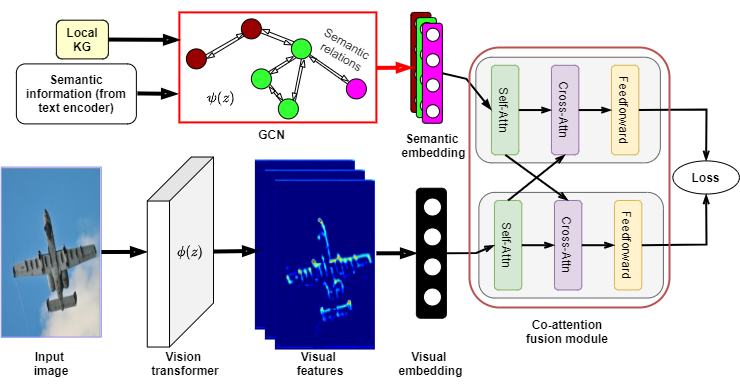 Local
KG
Semantic
information (from
text encoder)
ψ(z)
Semantic
relations
GCN
Semantic
embedding
Self-Attn
Cross-Attn
Feedforward
Loss
Self-Attn
Cross-Attn
Feedforward
ϕ(z)
Input
image
Vision
transformer
Visual
features
Visual
embedding
Co-attention
fusion module